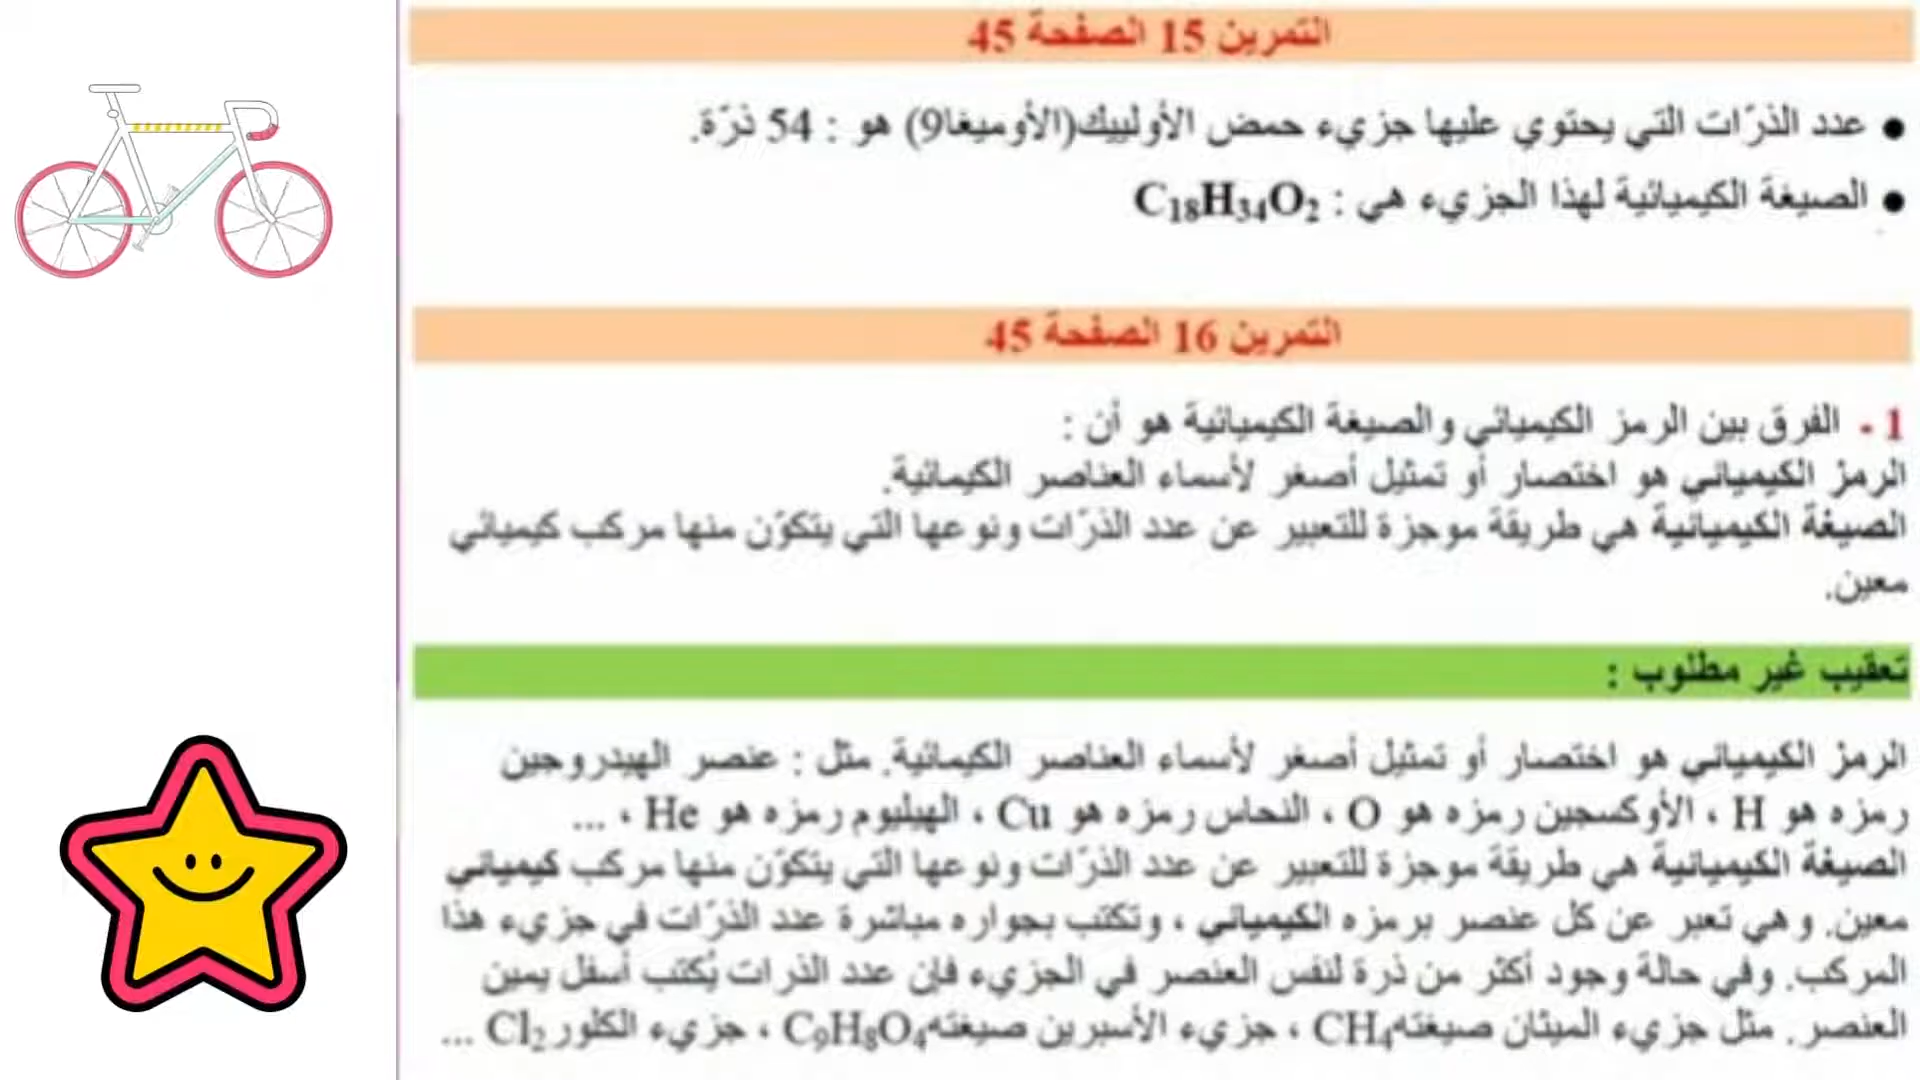 التمرين 15 الصفحة 45
● عدد الذرّات التي يحتوي عليها جزيء حمض الأولييك(الأوميغا9) هو : 54 ذرّة.
● الصيغة الكيميائية لهذا الجزيء هي : C₁₈H₃₄O₂
التمرين 16 الصفحة 45
1 - الفرق بين الرمز الكيميائي والصيغة الكيميائية هو أن :
الرمز الكيميائي هو اختصار أو تمثيل أصغر لأسماء العناصر الكيمائية.
الصيغة الكيميائية هي طريقة موجزة للتعبير عن عدد الذرّات ونوعها التي يتكوّن منها مركب كيميائي
معين.
تعقيب غير مطلوب :
الرمز الكيميائي هو اختصار أو تمثيل أصغر لأسماء العناصر الكيمائية. مثل : عنصر الهيدروجين
رمزه هو H ، الأوكسجين رمزه هو O ، النحاس رمزه هو Cu ، الهيليوم رمزه هو He ، ...
الصيغة الكيميائية هي طريقة موجزة للتعبير عن عدد الذرّات ونوعها التي يتكوّن منها مركب كيميائي
معين. وهي تعبر عن كل عنصر برمزه الكيميائي ، وتكتب بجواره مباشرة عدد الذرّات في جزيء هذا
المركب. وفي حالة وجود أكثر من ذرة لنفس العنصر في الجزيء فإن عدد الذرات يُكتب أسفل يمين
العنصر. مثل جزيء الميثان صيغته CH₄ ، جزيء الأسبرين صيغته C₉H₈O₄ ، جزيء الكلور Cl₂ ...